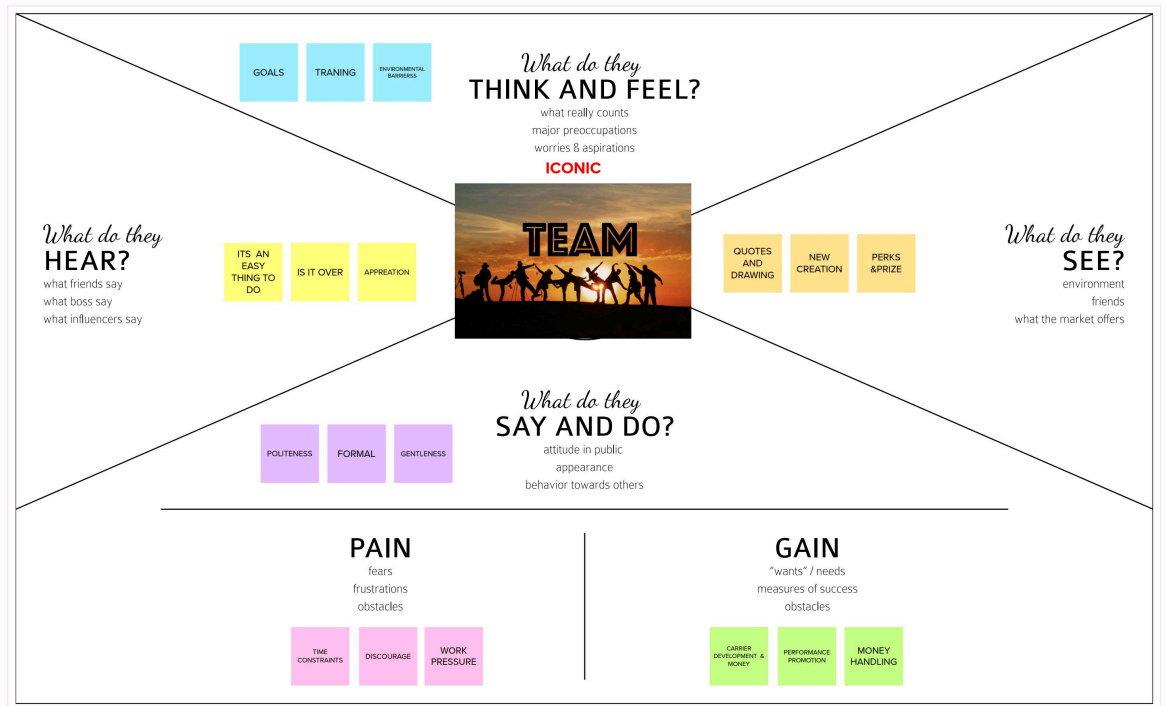 GOALS
TRANING
ENVIRONMENTAL
BARRIERSS
What do they
THINK AND FEEL?
what really counts
major preoccupations
worries & aspirations
ICONIC
TEAM
What do they
HEAR?
what friends say
what boss say
what influencers say
ITS AN
EASY
THING TO
DO
IS IT OVER
APPREATION
QUOTES
AND
DRAWING
NEW
CREATION
PERKS
&PRIZE
What do they
SEE?
environment
friends
what the market offers
What do they
SAY AND DO?
attitude in public
appearance
behavior towards others
POLITENESS
FORMAL
GENTLENESS
PAIN
fears
frustrations
obstacles
TIME
CONSTRAINTS
DISCOURAGE
WORK
PRESSURE
GAIN
"wants" / needs
measures of success
obstacles
CARRIER
DEVELOPMENT &
MONEY
PERFORMANCE
PROMOTION
MONEY
HANDLING